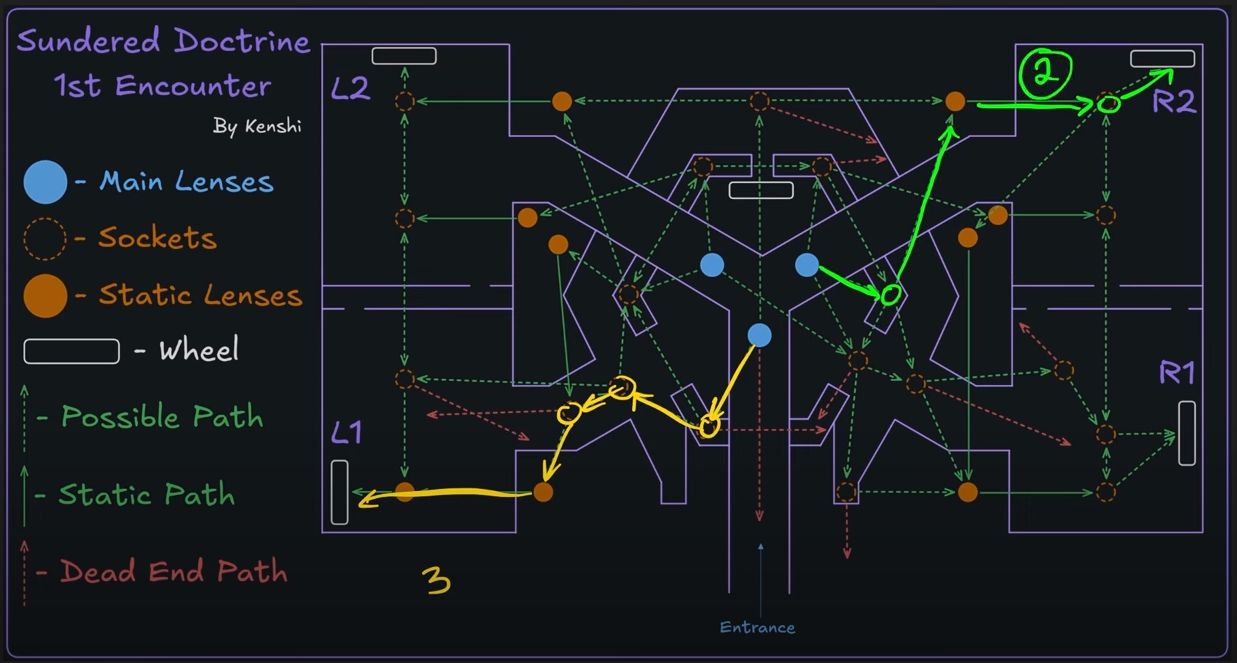 Sundered Doctrine
1st Encounter
By Kenshi
- Main Lenses
- Sockets
- Static Lenses
- Wheel
- Possible Path
- Static Path
- Dead End Path
L2
2
R2
L1
R1
3
Entrance